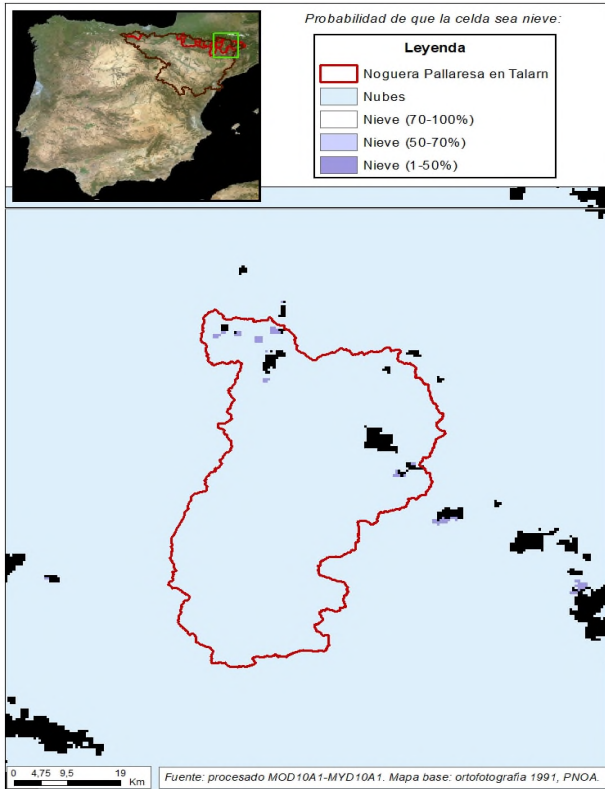 Probabilidad de que la celda sea nieve:
Leyenda
Noguera Pallaresa en Talarn
Nubes
Nieve (70-100%)
Nieve (50-70%)
Nieve (1-50%)
0 4,75 9,5 19
Km
Fuente: procesado MOD10A1-MYD10A1. Mapa base: ortofotografia 1991, PNOA.